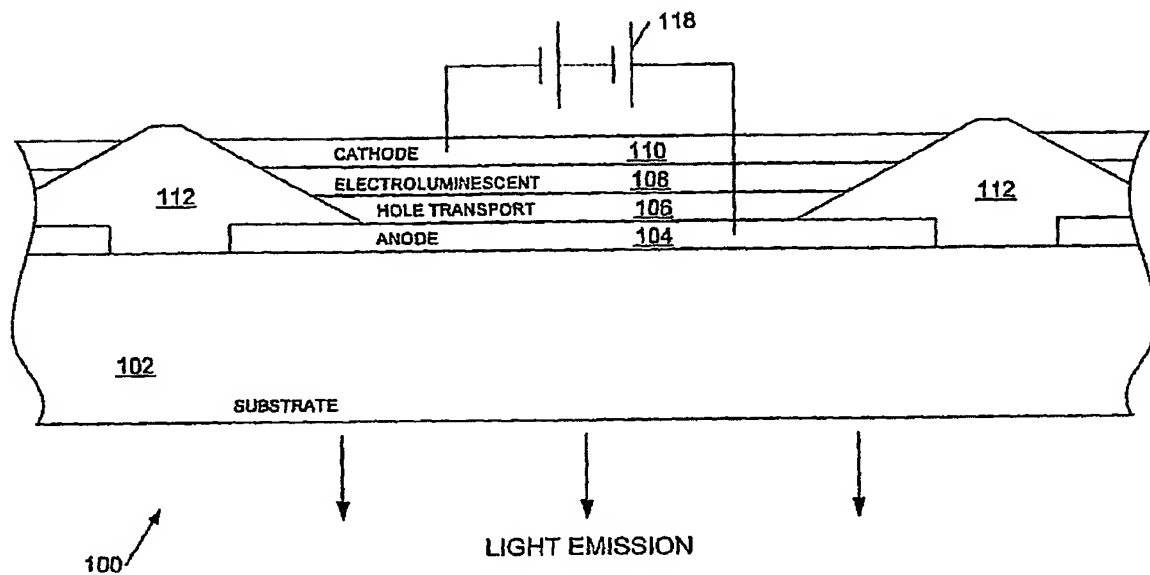 118
CATHODE 110
ELECTROLUMINESCENT 108
112 HOLE TRANSPORT 106 112
ANODE 104
102
SUBSTRATE
LIGHT EMISSION
100